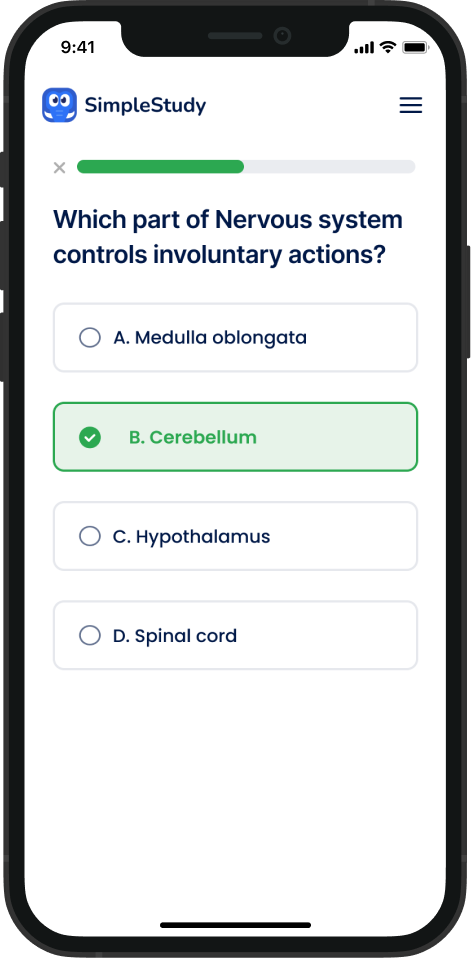 9:41
SimpleStudy
Which part of Nervous system
controls involuntary actions?
A. Medulla oblongata
B. Cerebellum
C. Hypothalamus
D. Spinal cord